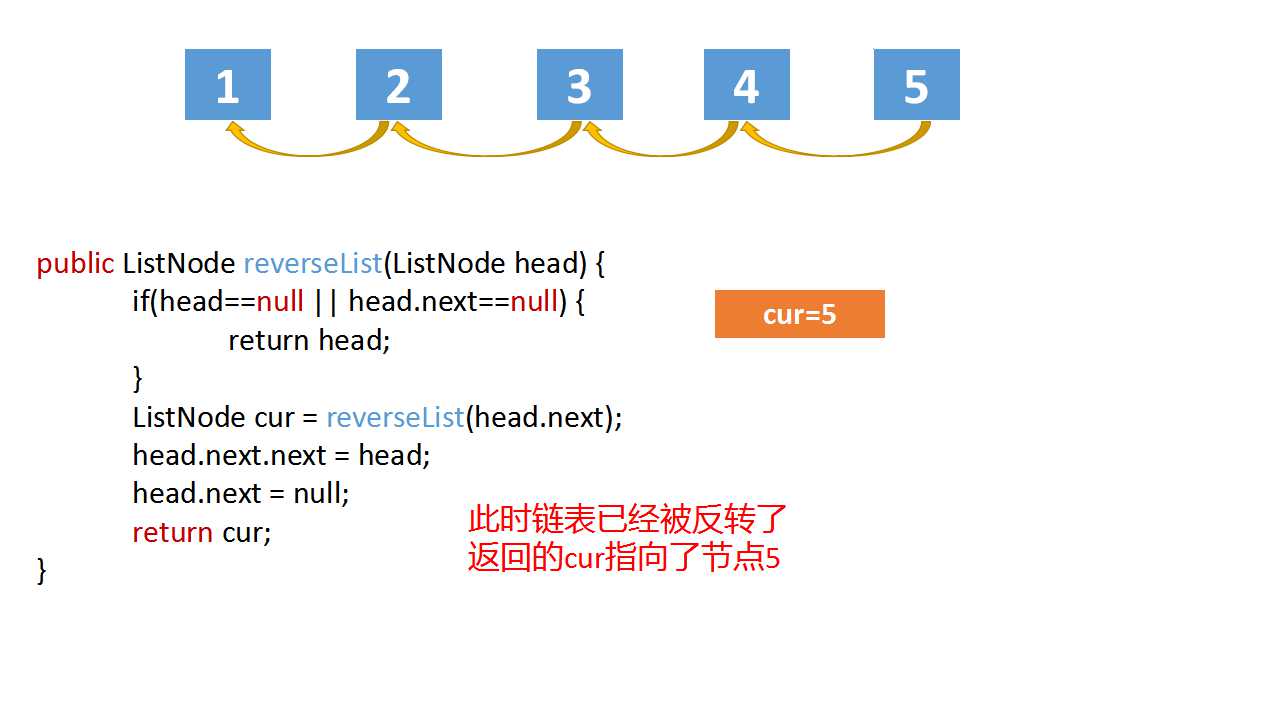 1 2 3 4 5
public ListNode reverseList(ListNode head) {
if(head==null || head.next==null) {
cur=5
return head;
}
ListNode cur = reverseList(head.next);
head.next.next = head;
head.next = null;
return cur;
}
此时链表已经被反转了
返回的cur指向了节点5